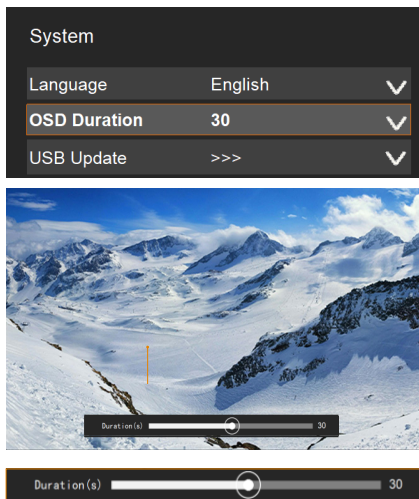 System
Language English
OSD Duration 30
USB Update >>>
Duration(s) 30
Duration(s) 30